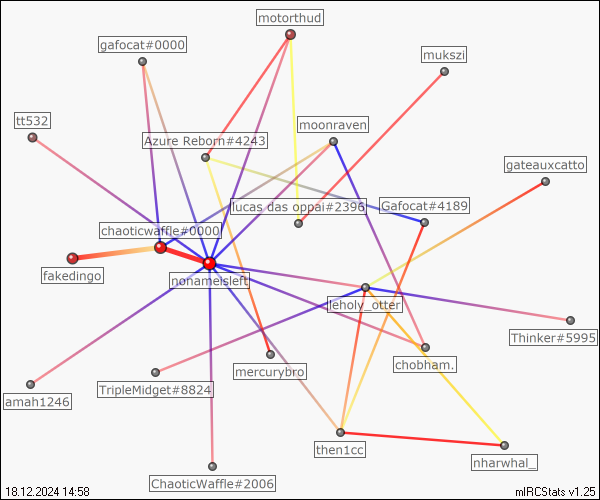 motorthud
gafocat#0000
mukszi
tt532
moonraven
Azure Reborn#4243
gateauxcatto
lucas das oppai#2396
Gafocat#4189
chaoticwaffle#0000
fakedingo
nonameisleft
leholy_otter
Thinker#5995
chobham.
mercurybro
TripleMidget#8824
amah1246
then1cc
nharwhal_
ChaoticWaffle#2006
18.12.2024 14:58
mIRCStats v1.25